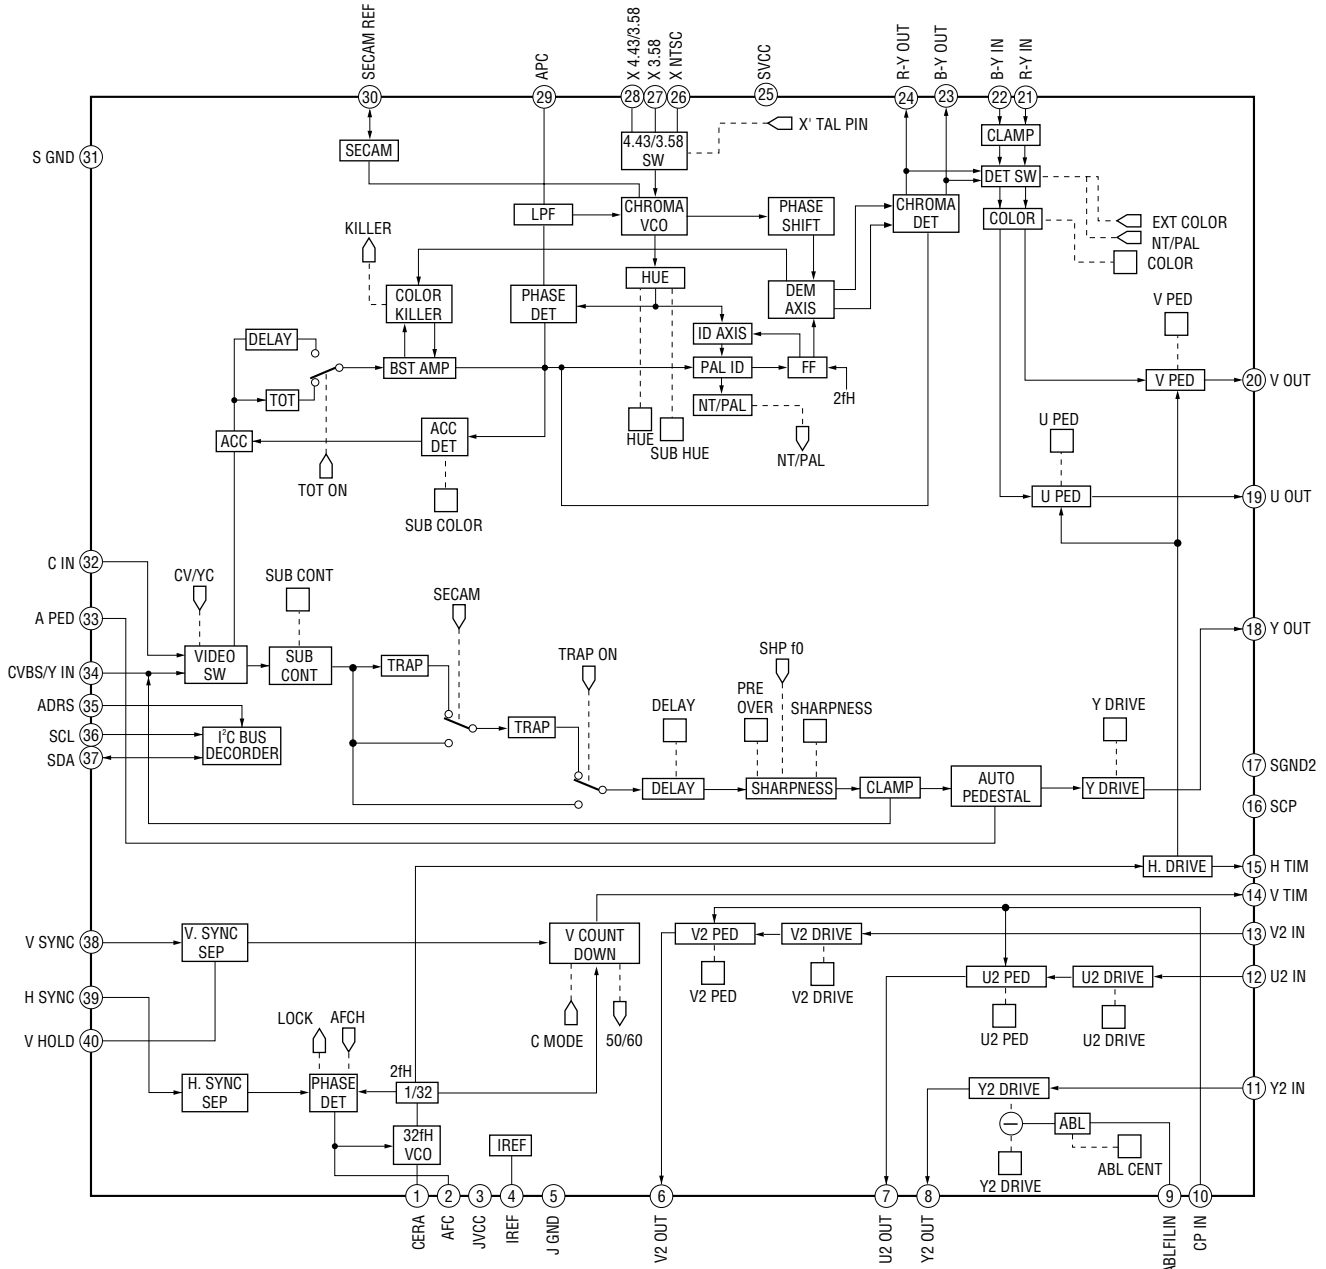 SECAM REF
APC
X 4.43/3.58
X 3.58
X NTSC
SVCC
R-Y OUT
B-Y OUT
B-Y IN
R-Y IN
30
29
28
27
26
25
24
23
22
21
S GND 31
SECAM
4.43/3.58
SW
X' TAL PIN
CLAMP
DET SW
LPF
CHROMA
VCO
PHASE
SHIFT
CHROMA
DET
COLOR
EXT COLOR
NT/PAL
COLOR
KILLER
HUE
COLOR
KILLER
PHASE
DET
DEM
AXIS
V PED
DELAY
ID AXIS
BST AMP
PAL ID
FF
2fH
V PED
20 V OUT
TOT
NT/PAL
ACC
ACC
DET
HUE
SUB HUE
NT/PAL
U PED
TOT ON
SUB COLOR
U PED
19 U OUT
C IN 32
CV/YC
SUB CONT
SECAM
A PED 33
18 Y OUT
VIDEO
SW
SUB
CONT
TRAP
TRAP ON
SHP f0
CVBS/Y IN 34
ADRS 35
SCL 36
SDA 37
I²C BUS
DECORDER
TRAP
DELAY
PRE
OVER
SHARPNESS
Y DRIVE
17 SGND2
DELAY
SHARPNESS
CLAMP
AUTO
PEDESTAL
Y DRIVE
16 SCP
H. DRIVE
15 H TIM
14 V TIM
V SYNC 38
V. SYNC
SEP
V COUNT
DOWN
V2 PED
V2 DRIVE
13 V2 IN
V2 PED
V2 DRIVE
U2 PED
U2 DRIVE
12 U2 IN
H SYNC 39
LOCK
AFCH
C MODE
50/60
U2 PED
U2 DRIVE
V HOLD 40
2fH
H. SYNC
SEP
PHASE
DET
1/32
Y2 DRIVE
11 Y2 IN
32fH
VCO
IREF
ABL
ABL CENT
Y2 DRIVE
1
2
3
4
5
6
7
8
9
10
CERA
AFC
JVCC
IREF
J GND
V2 OUT
U2 OUT
Y2 OUT
ABLFILIN
CP IN